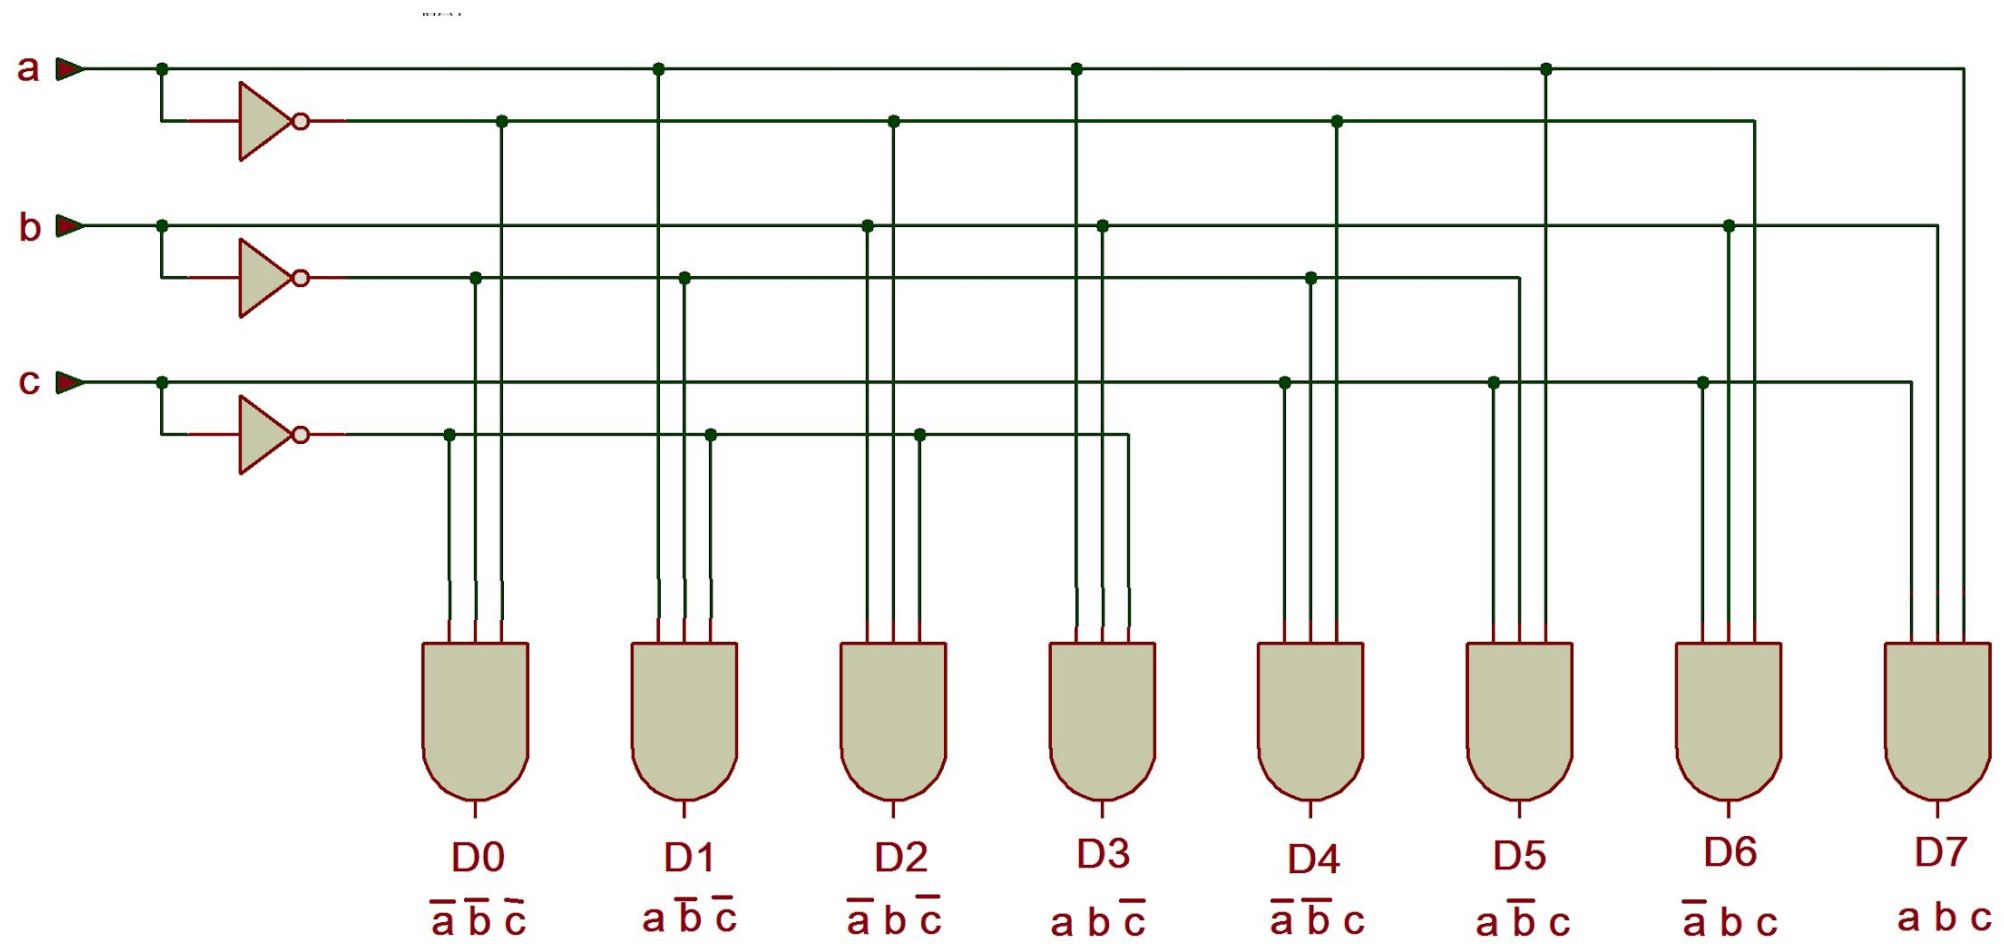 a
b
c
D0 D1 D2 D3 D4 D5 D6 D7
a̅ b̅ c̅ a b̅ c̅ a̅ b c̅ a b c̅ a̅ b̅ c a b̅ c a̅ b c a b c